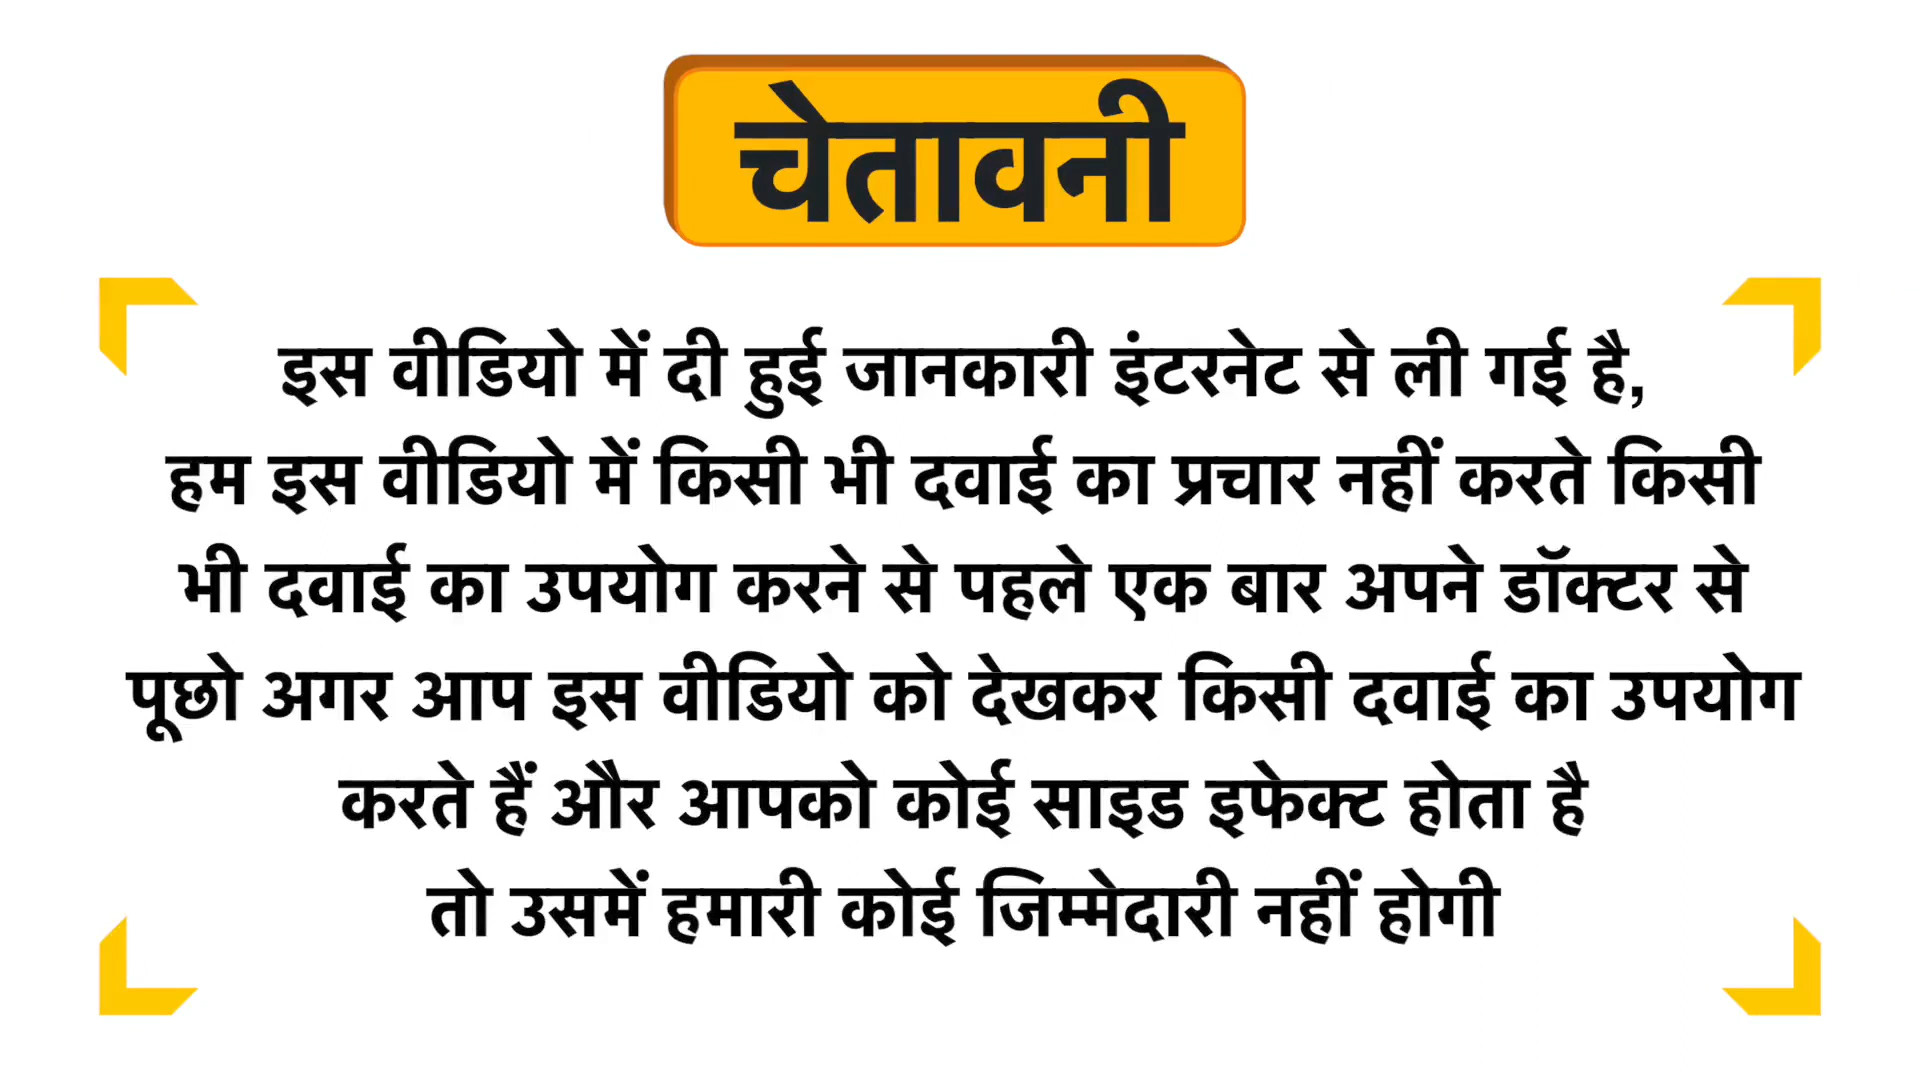 चेतावनी
इस वीडियो में दी हुई जानकारी इंटरनेट से ली गई है,
हम इस वीडियो में किसी भी दवाई का प्रचार नहीं करते किसी
भी दवाई का उपयोग करने से पहले एक बार अपने डॉक्टर से
पूछो अगर आप इस वीडियो को देखकर किसी दवाई का उपयोग
करते हैं और आपको कोई साइड इफेक्ट होता है
तो उसमें हमारी कोई जिम्मेदारी नहीं होगी